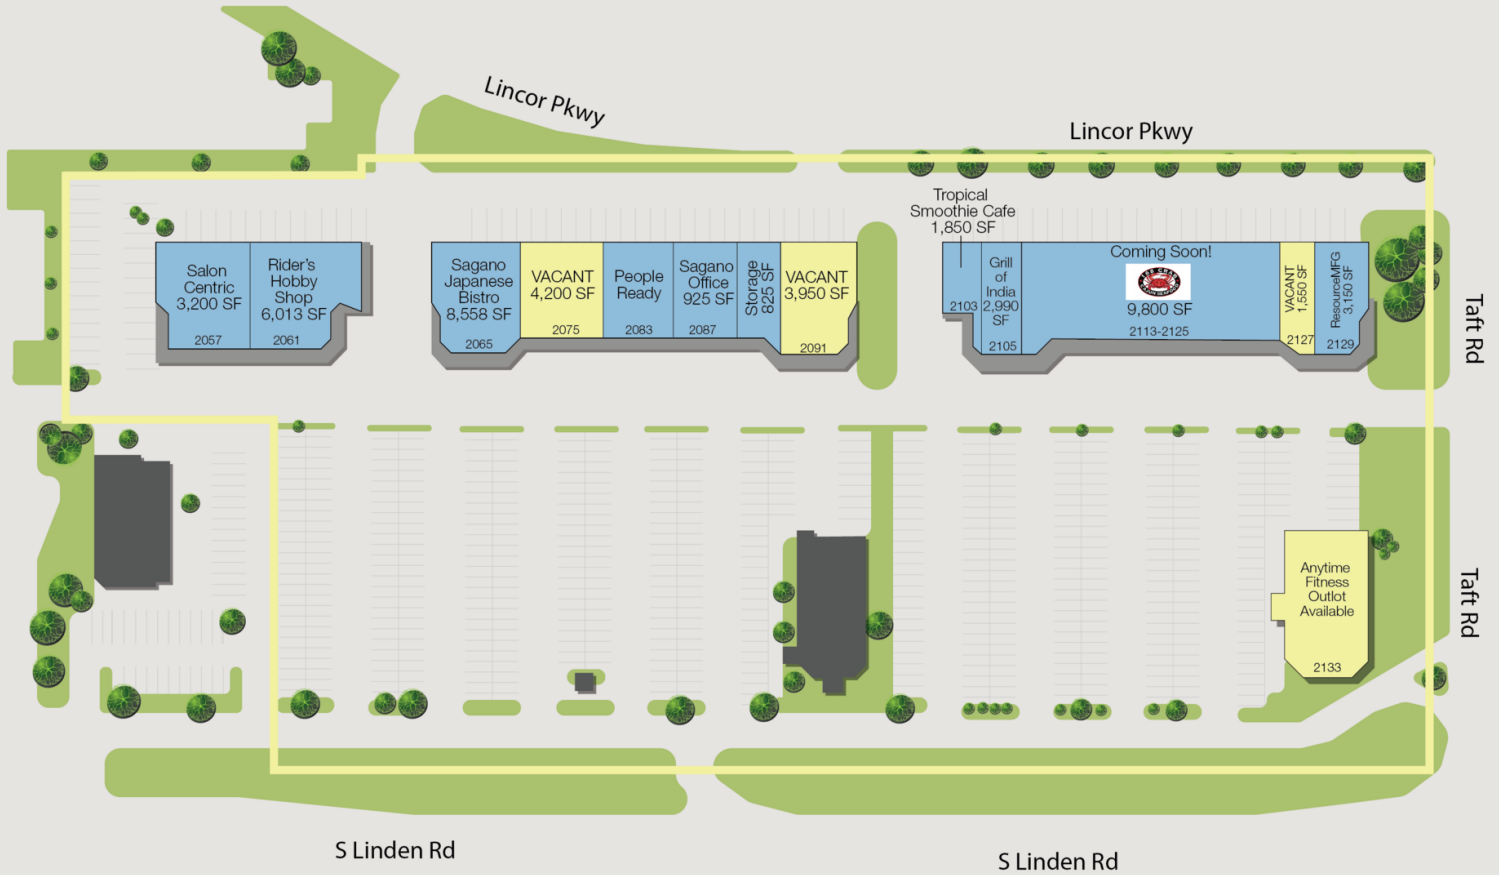 Lincor Pkwy
Lincor Pkwy
Salon
Centric
3,200 SF
2057
Rider's
Hobby
Shop
6,013 SF
2061
Sagano
Japanese
Bistro
8,558 SF
2065
VACANT
4,200 SF
2075
People
Ready
2083
Sagano
Office
925 SF
2087
Storage
825 SF
VACANT
3,950 SF
2091
Tropical
Smoothie Cafe
1,850 SF
2103
Grill
of
India
2,990
SF
2105
Coming Soon!
9,800 SF
2113-2125
VACANT
1,550 SF
2127
ResourceMFG
3,150 SF
2129
Taft Rd
Anytime
Fitness
Outlot
Available
2133
Taft Rd
S Linden Rd
S Linden Rd